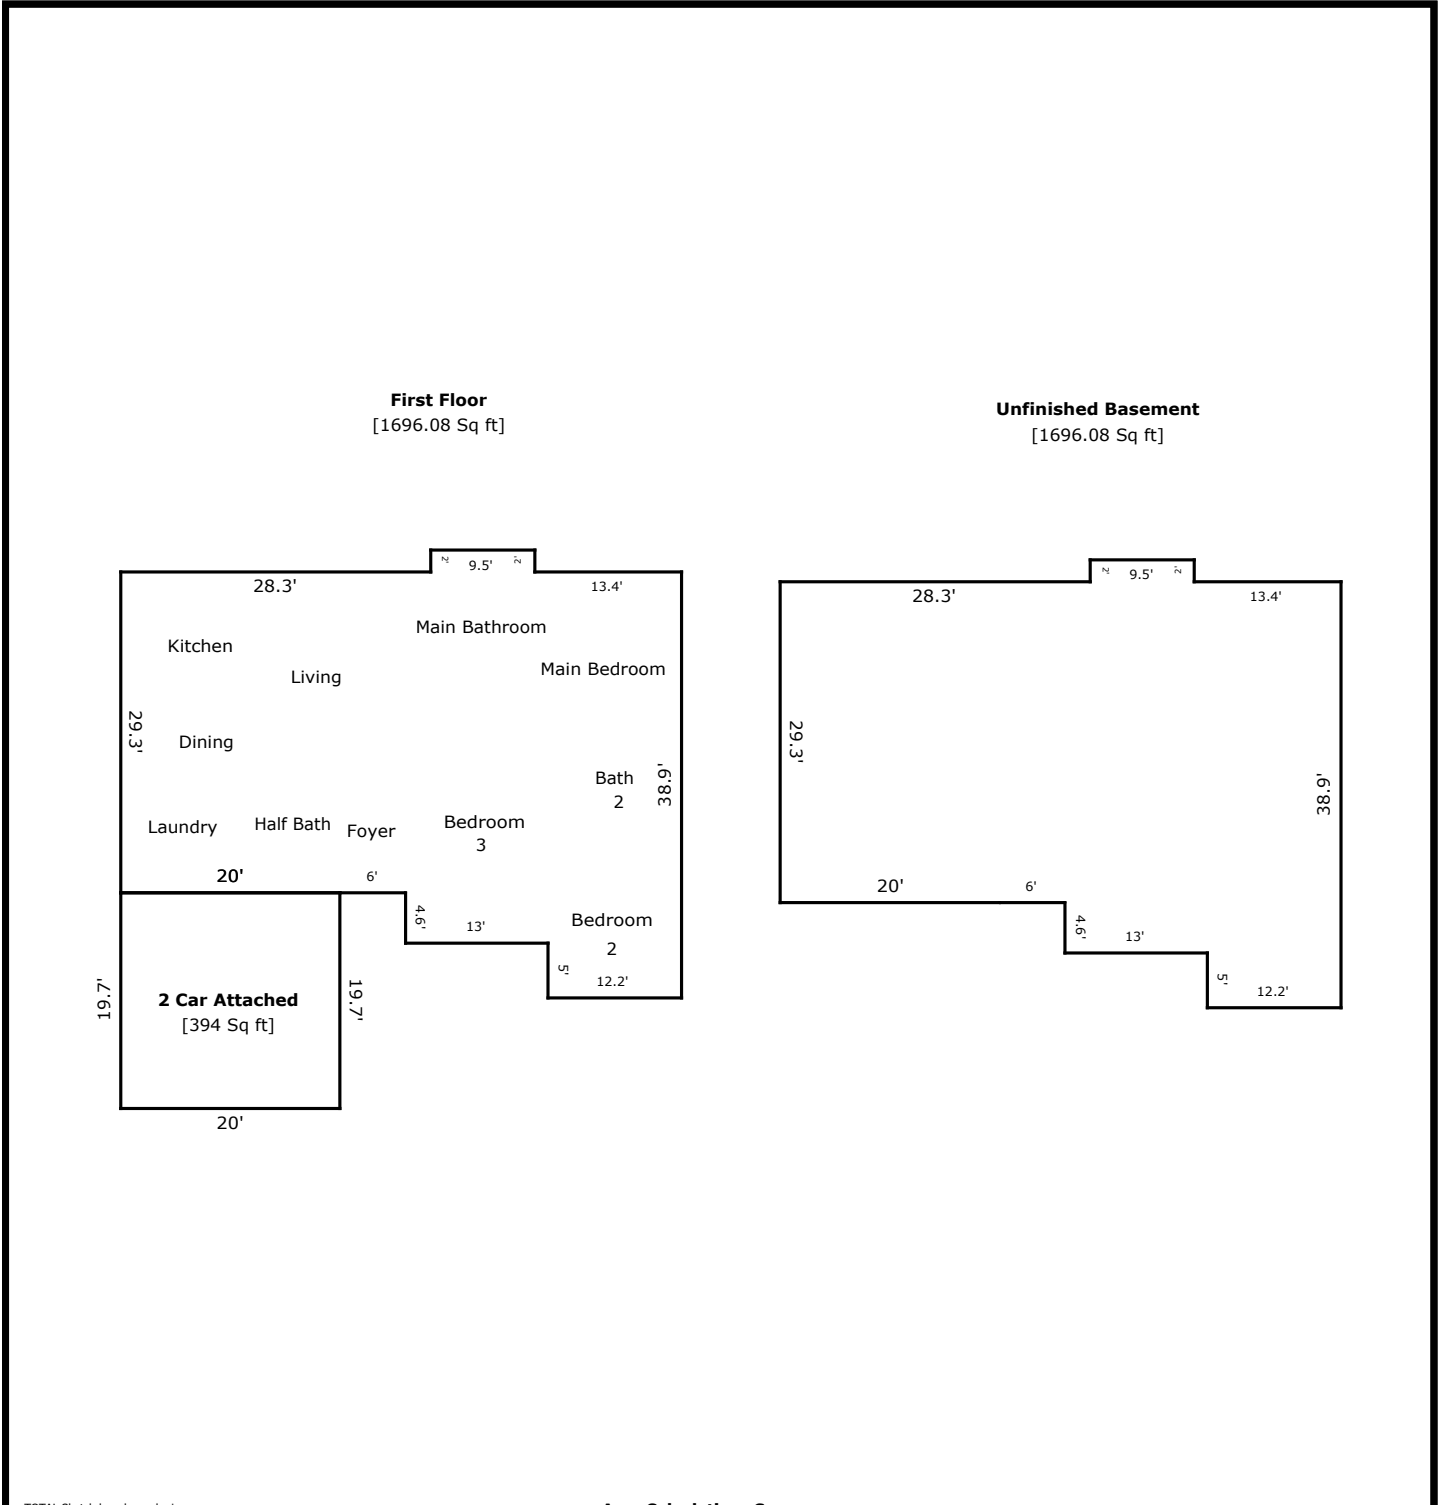 First Floor
[1696.08 Sq ft]
Unfinished Basement
[1696.08 Sq ft]
2'
9.5'
2'
28.3'
13.4'
Main Bathroom
Kitchen
Main Bedroom
Living
29.3'
Dining
Bath
2
38.9'
Laundry
Half Bath
Foyer
Bedroom
3
20'
6'
4.6'
13'
Bedroom
2
5'
12.2'
19.7'
2 Car Attached
[394 Sq ft]
19.7'
20'
2'
9.5'
2'
28.3'
13.4'
29.3'
38.9'
20'
6'
4.6'
13'
5'
12.2'